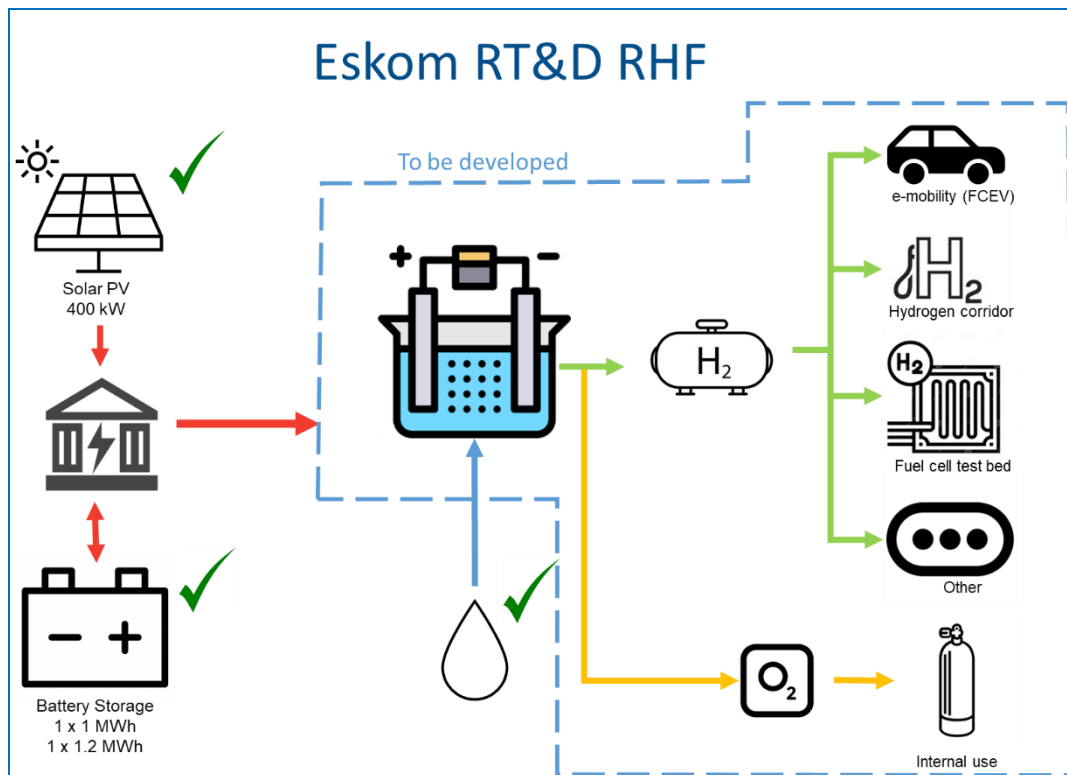 Eskom RT&D RHF
To be developed
Solar PV
400 kW
Battery Storage
1 x 1 MWh
1 x 1.2 MWh
+
−
H2
e-mobility (FCEV)
H2
Hydrogen corridor
H2
Fuel cell test bed
Other
O2
Internal use
− +